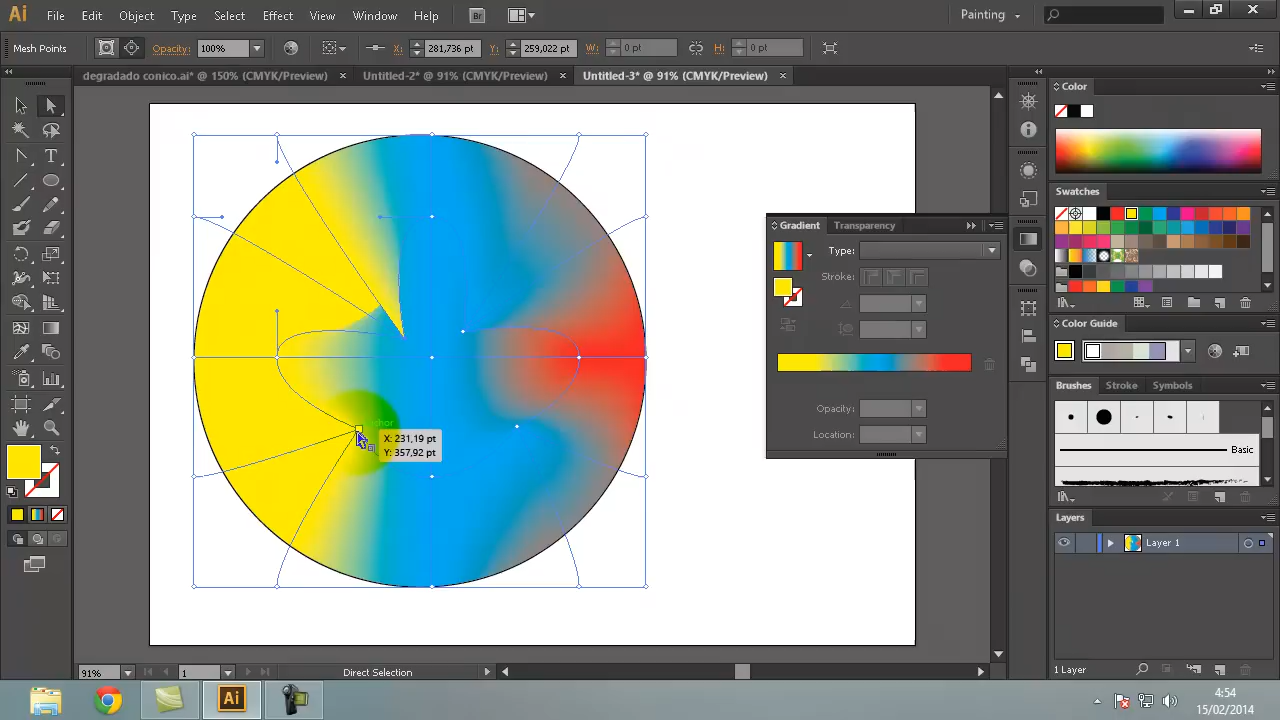 Ai File Edit Object Type Select Effect View Window Help Br Painting
Mesh Points Opacity: 100% X: 281,736 pt Y: 259,022 pt W: 0 pt H: 0 pt
degradado conico.ai* @ 150% (CMYK/Preview) Untitled-2* @ 91% (CMYK/Preview) Untitled-3* @ 91% (CMYK/Preview)
Color
Swatches
Gradient Transparency
Type:
Stroke:
Color Guide
Brushes Stroke Symbols
Opacity:
Location:
X: 231,19 pt
Y: 357,92 pt
Basic
Layers
Layer 1
91% 1 Direct Selection 1 Layer
Ai 4:54
15/02/2014